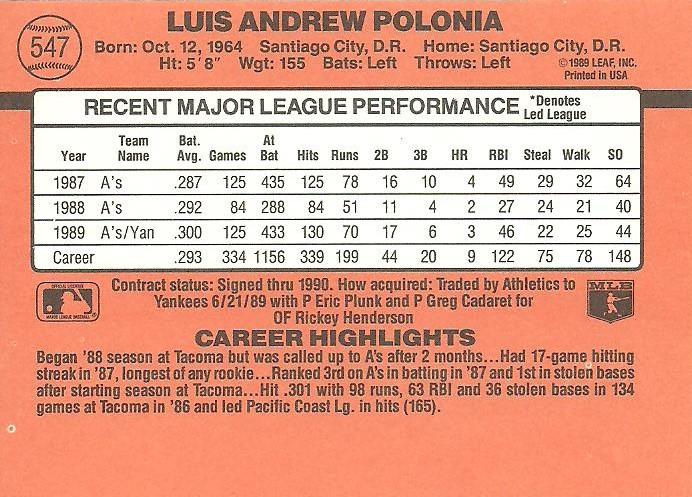 547
LUIS ANDREW POLONIA
Born: Oct. 12, 1964 Santiago City, D.R. Home: Santiago City, D.R.
Ht: 5'8" Wgt: 155 Bats: Left Throws: Left
©1989 LEAF, INC.
Printed in USA
RECENT MAJOR LEAGUE PERFORMANCE *Denotes
Led League
Year Team Name Bat. Avg. Games At Bat Hits Runs 2B 3B HR RBI Steal Walk SO
1987 A's .287 125 435 125 78 16 10 4 49 29 32 64
1988 A's .292 84 288 84 51 11 4 2 27 24 21 40
1989 A's/Yan .300 125 433 130 70 17 6 3 46 22 25 44
Career .293 334 1156 339 199 44 20 9 122 75 78 148
Contract status: Signed thru 1990. How acquired: Traded by Athletics to
Yankees 6/21/89 with P Eric Plunk and P Greg Cadaret for
OF Rickey Henderson
OFFICIAL LICENSEE
MAJOR LEAGUE BASEBALL
MLB
CAREER HIGHLIGHTS
Began '88 season at Tacoma but was called up to A's after 2 months...Had 17-game hitting
streak in '87, longest of any rookie...Ranked 3rd on A's in batting in '87 and 1st in stolen bases
after starting season at Tacoma...Hit .301 with 98 runs, 63 RBI and 36 stolen bases in 134
games at Tacoma in '86 and led Pacific Coast Lg. in hits (165).